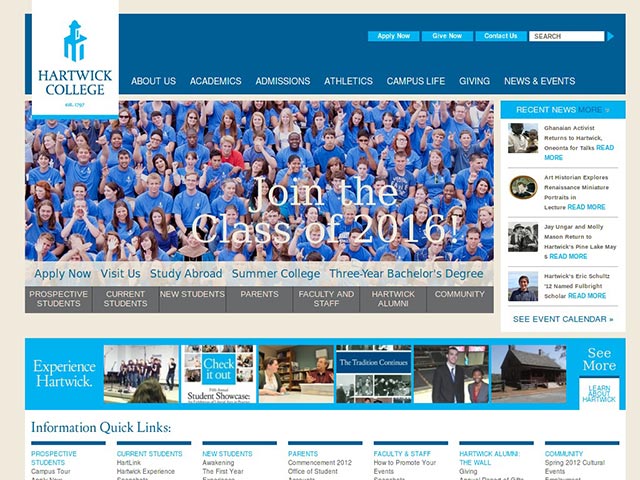 HARTWICK
COLLEGE
est. 1797
Apply Now
Give Now
Contact Us
SEARCH
ABOUT US
ACADEMICS
ADMISSIONS
ATHLETICS
CAMPUS LIFE
GIVING
NEWS & EVENTS
Join the
Class of 2016!
Apply Now Visit Us Study Abroad Summer College Three-Year Bachelor's Degree
PROSPECTIVE
STUDENTS
CURRENT
STUDENTS
NEW STUDENTS
PARENTS
FACULTY AND
STAFF
HARTWICK
ALUMNI
COMMUNITY
RECENT NEWS MORE
Ghanaian Activist
Returns to Hartwick,
Oneonta for Talks READ
MORE
Art Historian Explores
Renaissance Miniature
Portraits in
Lecture READ MORE
Jay Ungar and Molly
Mason Return to
Hartwick's Pine Lake May
5 READ MORE
Hartwick's Eric Schultz
'12 Named Fulbright
Scholar READ MORE
SEE EVENT CALENDAR »
Experience
Hartwick.
Check
it out
Student Showcase:
The Tradition Continues
See
More
LEARN
ABOUT
HARTWICK
Information Quick Links:
PROSPECTIVE
STUDENTS
Campus Tour
Apply Now
CURRENT STUDENTS
HartLink
Hartwick Experience
Snapshots
NEW STUDENTS
Awakening
The First Year
Experience
PARENTS
Commencement 2012
Office of Student
Accounts
FACULTY & STAFF
How to Promote Your
Events
Snapshots
HARTWICK ALUMNI:
THE WALL
Giving
Annual Report of Gifts
COMMUNITY
Spring 2012 Cultural
Events
Employment